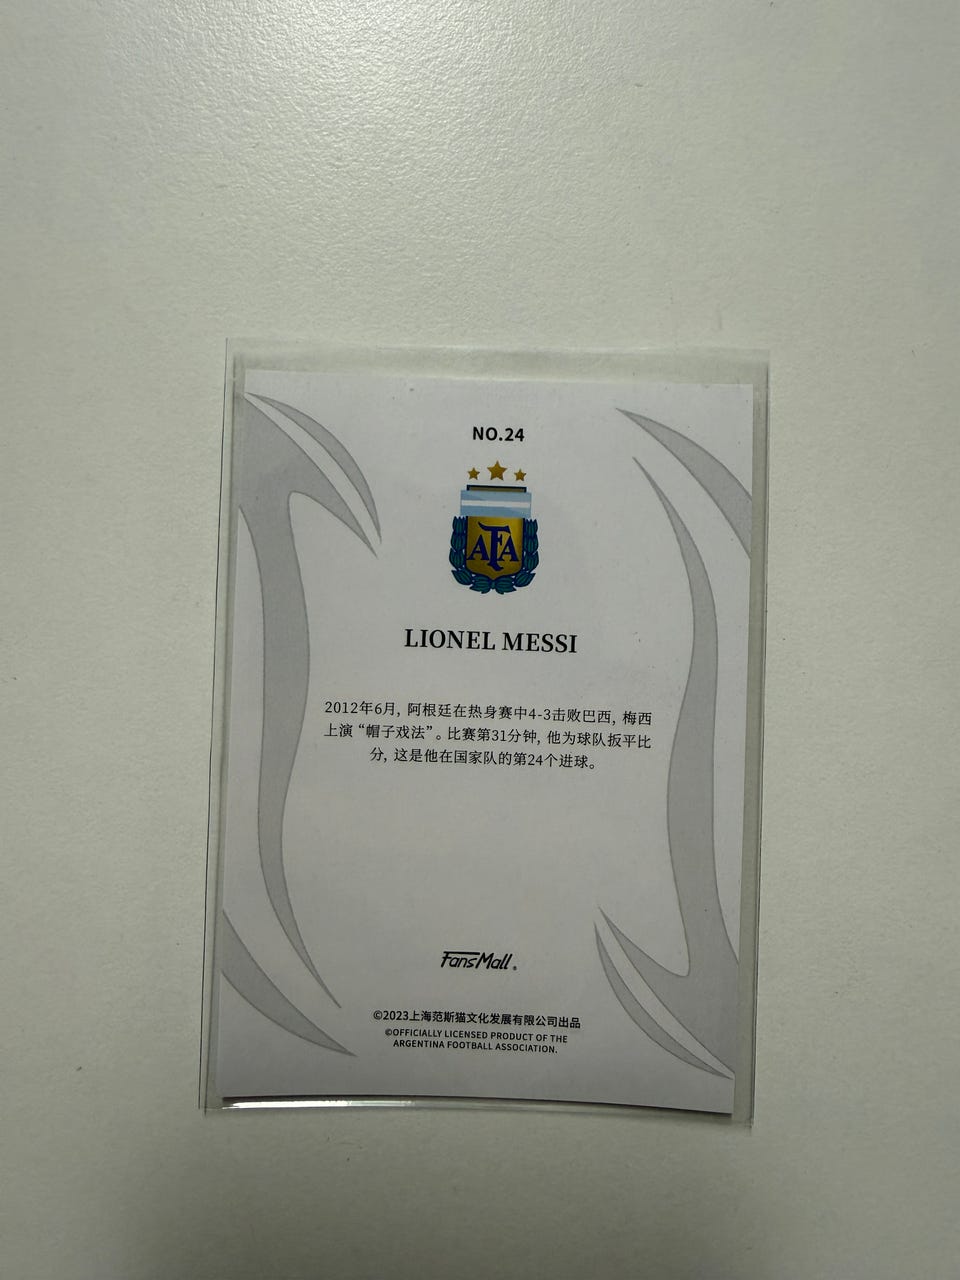 NO.24
AFA
LIONEL MESSI
2012年6月, 阿根廷在热身赛中4-3击败巴西, 梅西
上演“帽子戏法”。比赛第31分钟, 他为球队扳平比
分, 这是他在国家队的第24个进球。
FansMall®
©2023上海范斯猫文化发展有限公司出品
©OFFICIALLY LICENSED PRODUCT OF THE
ARGENTINA FOOTBALL ASSOCIATION.